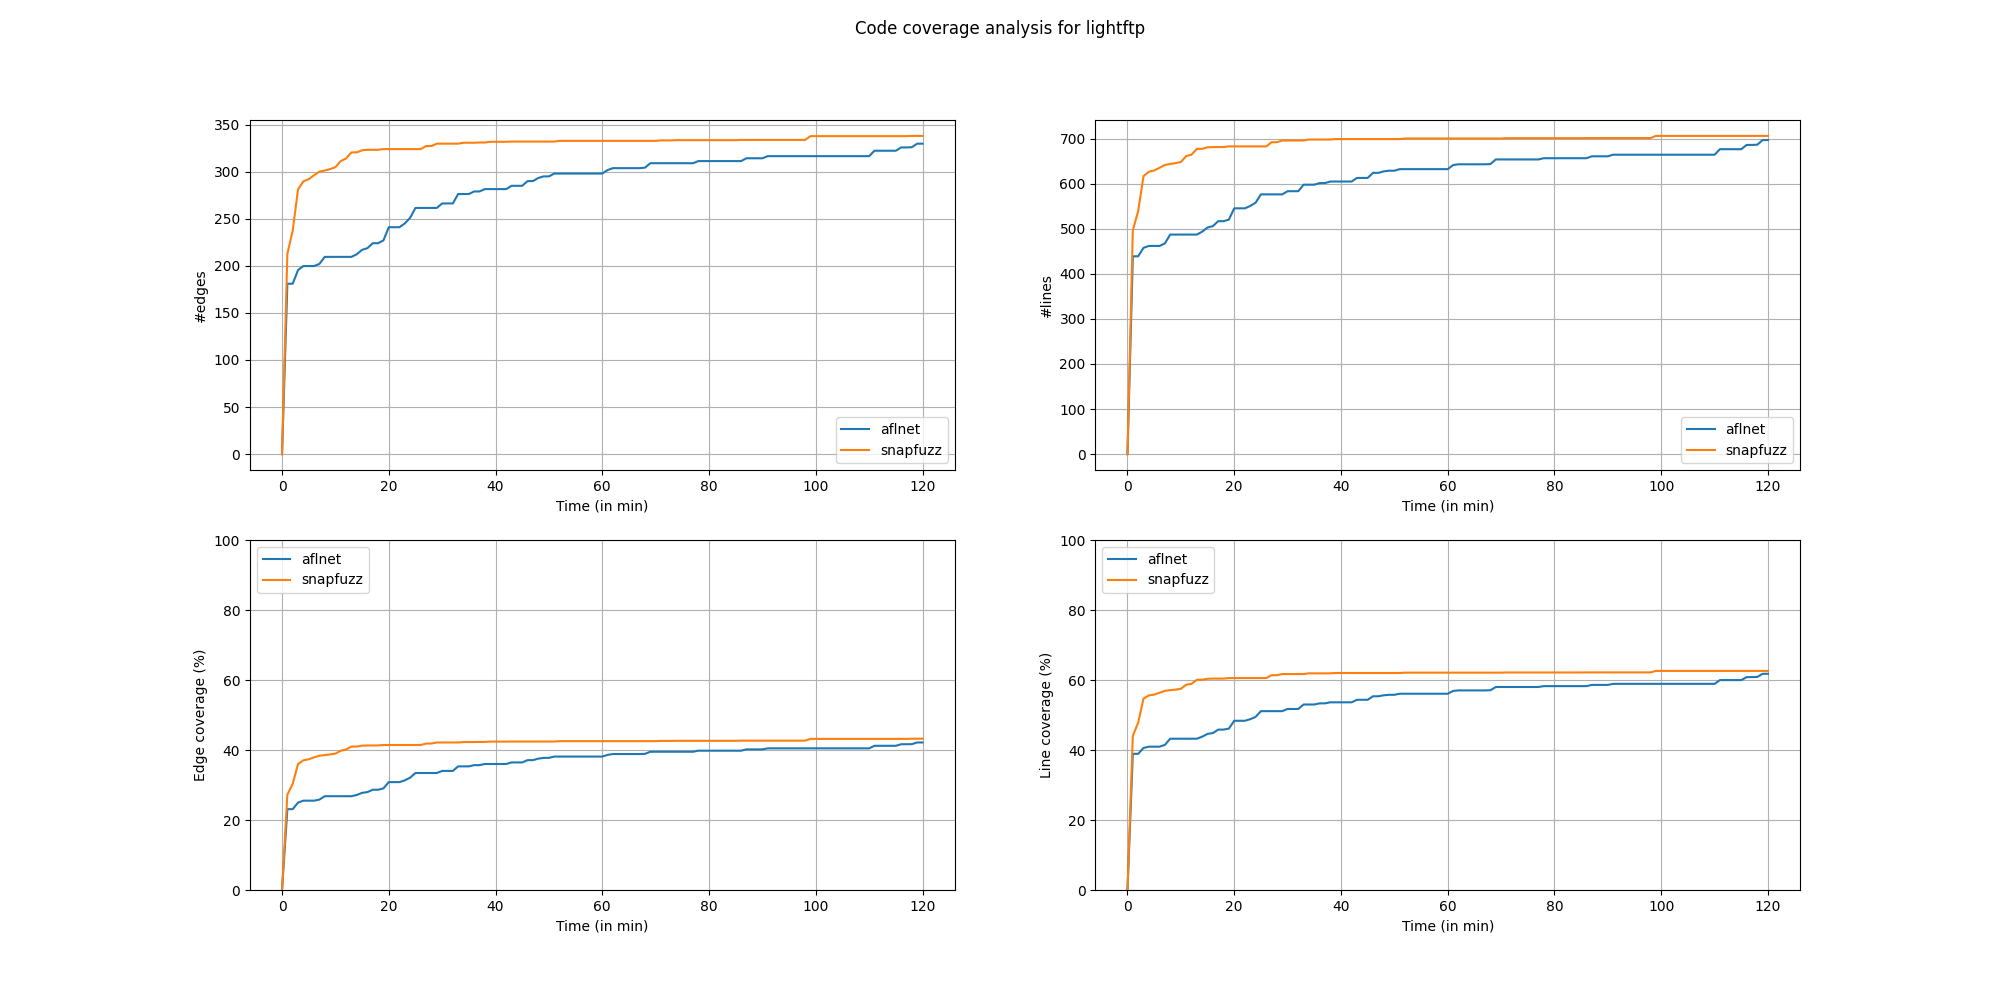 Code coverage analysis for lightftp
#edges
350
300
250
200
150
100
50
0
0 20 40 60 80 100 120
Time (in min)
aflnet
snapfuzz
#lines
700
600
500
400
300
200
100
0
0 20 40 60 80 100 120
Time (in min)
aflnet
snapfuzz
Edge coverage (%)
100
80
60
40
20
0
0 20 40 60 80 100 120
Time (in min)
aflnet
snapfuzz
Line coverage (%)
100
80
60
40
20
0
0 20 40 60 80 100 120
Time (in min)
aflnet
snapfuzz